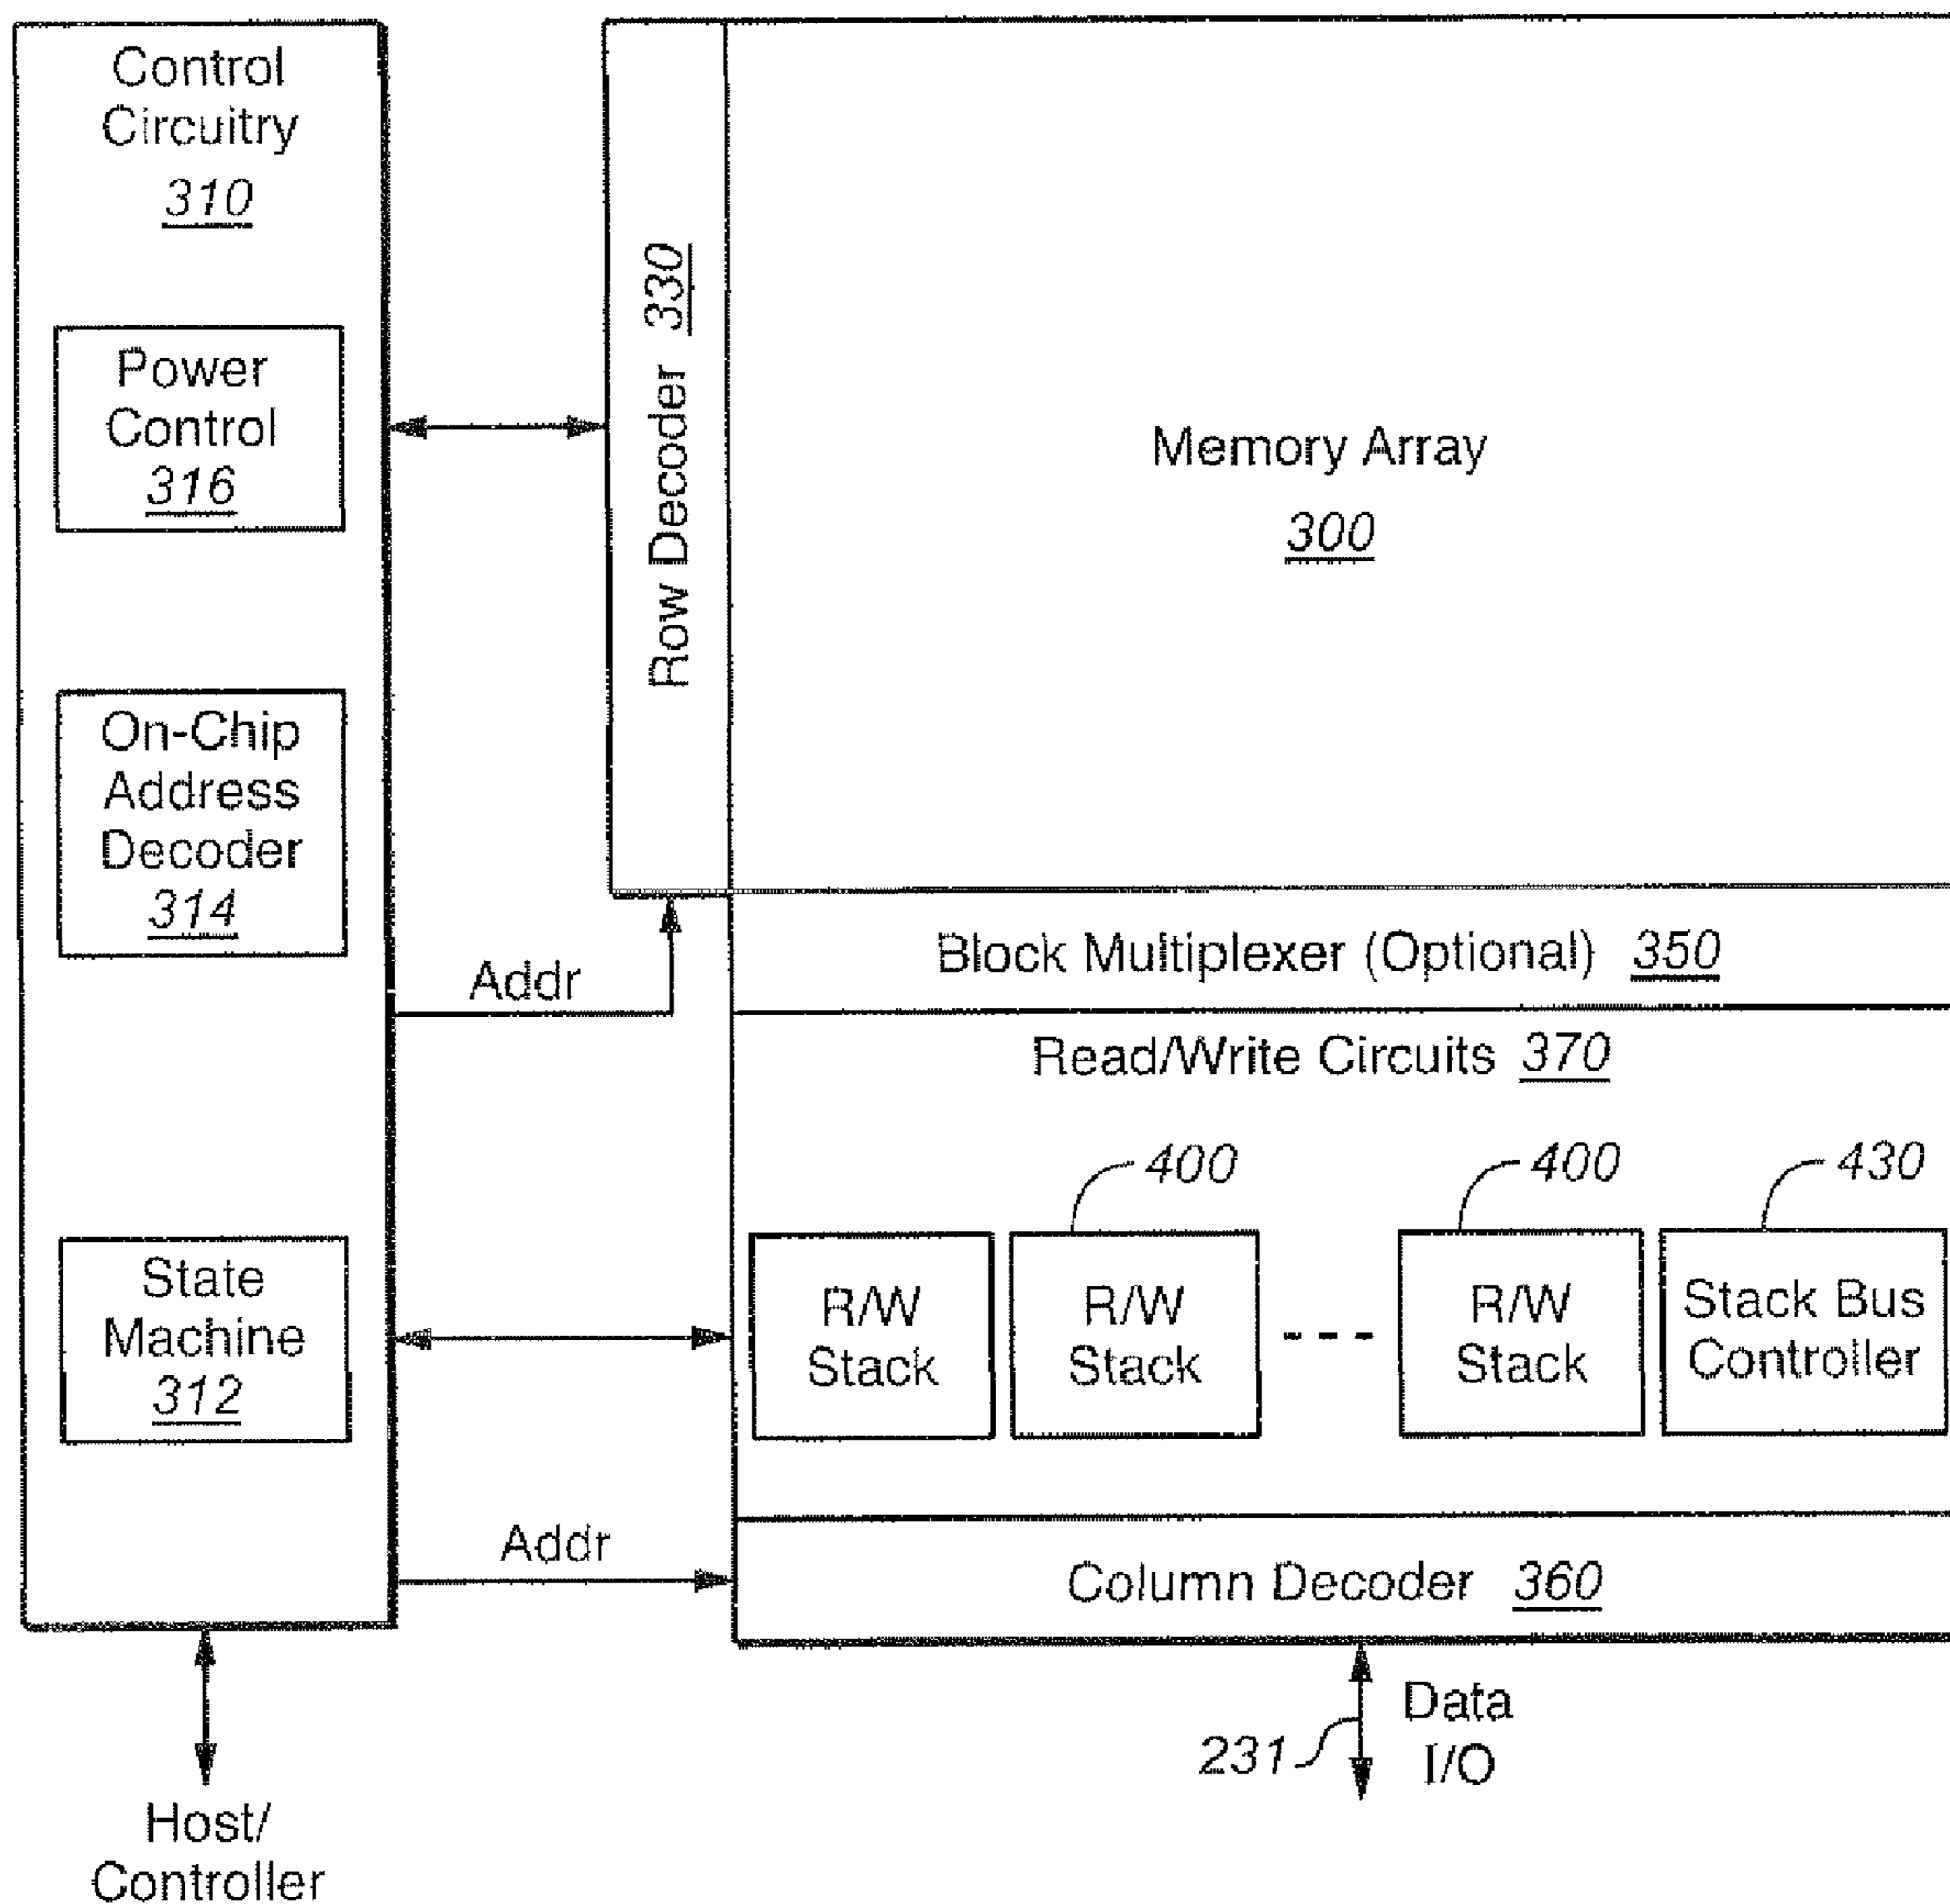 Control
Circuitry
310
Power
Control
316
On-Chip
Address
Decoder
314
State
Machine
312
Host/
Controller
Addr
Addr
Row Decoder 330
Memory Array
300
Block Multiplexer (Optional) 350
Read/Write Circuits 370
400
400
430
R/W
Stack
R/W
Stack
R/W
Stack
Stack Bus
Controller
Column Decoder 360
231
Data
I/O